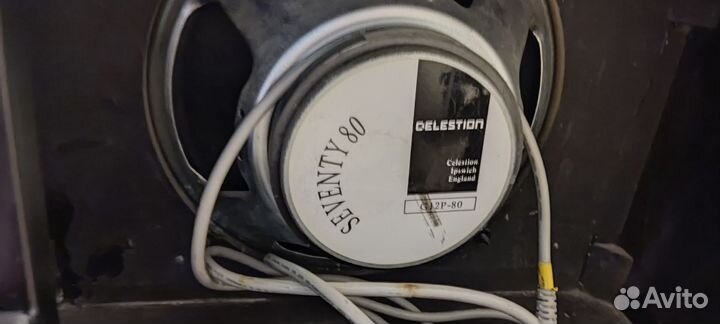 SEVENTY 80
CELESTION
Celestion
Ipswich
England
G12P-80
Avito